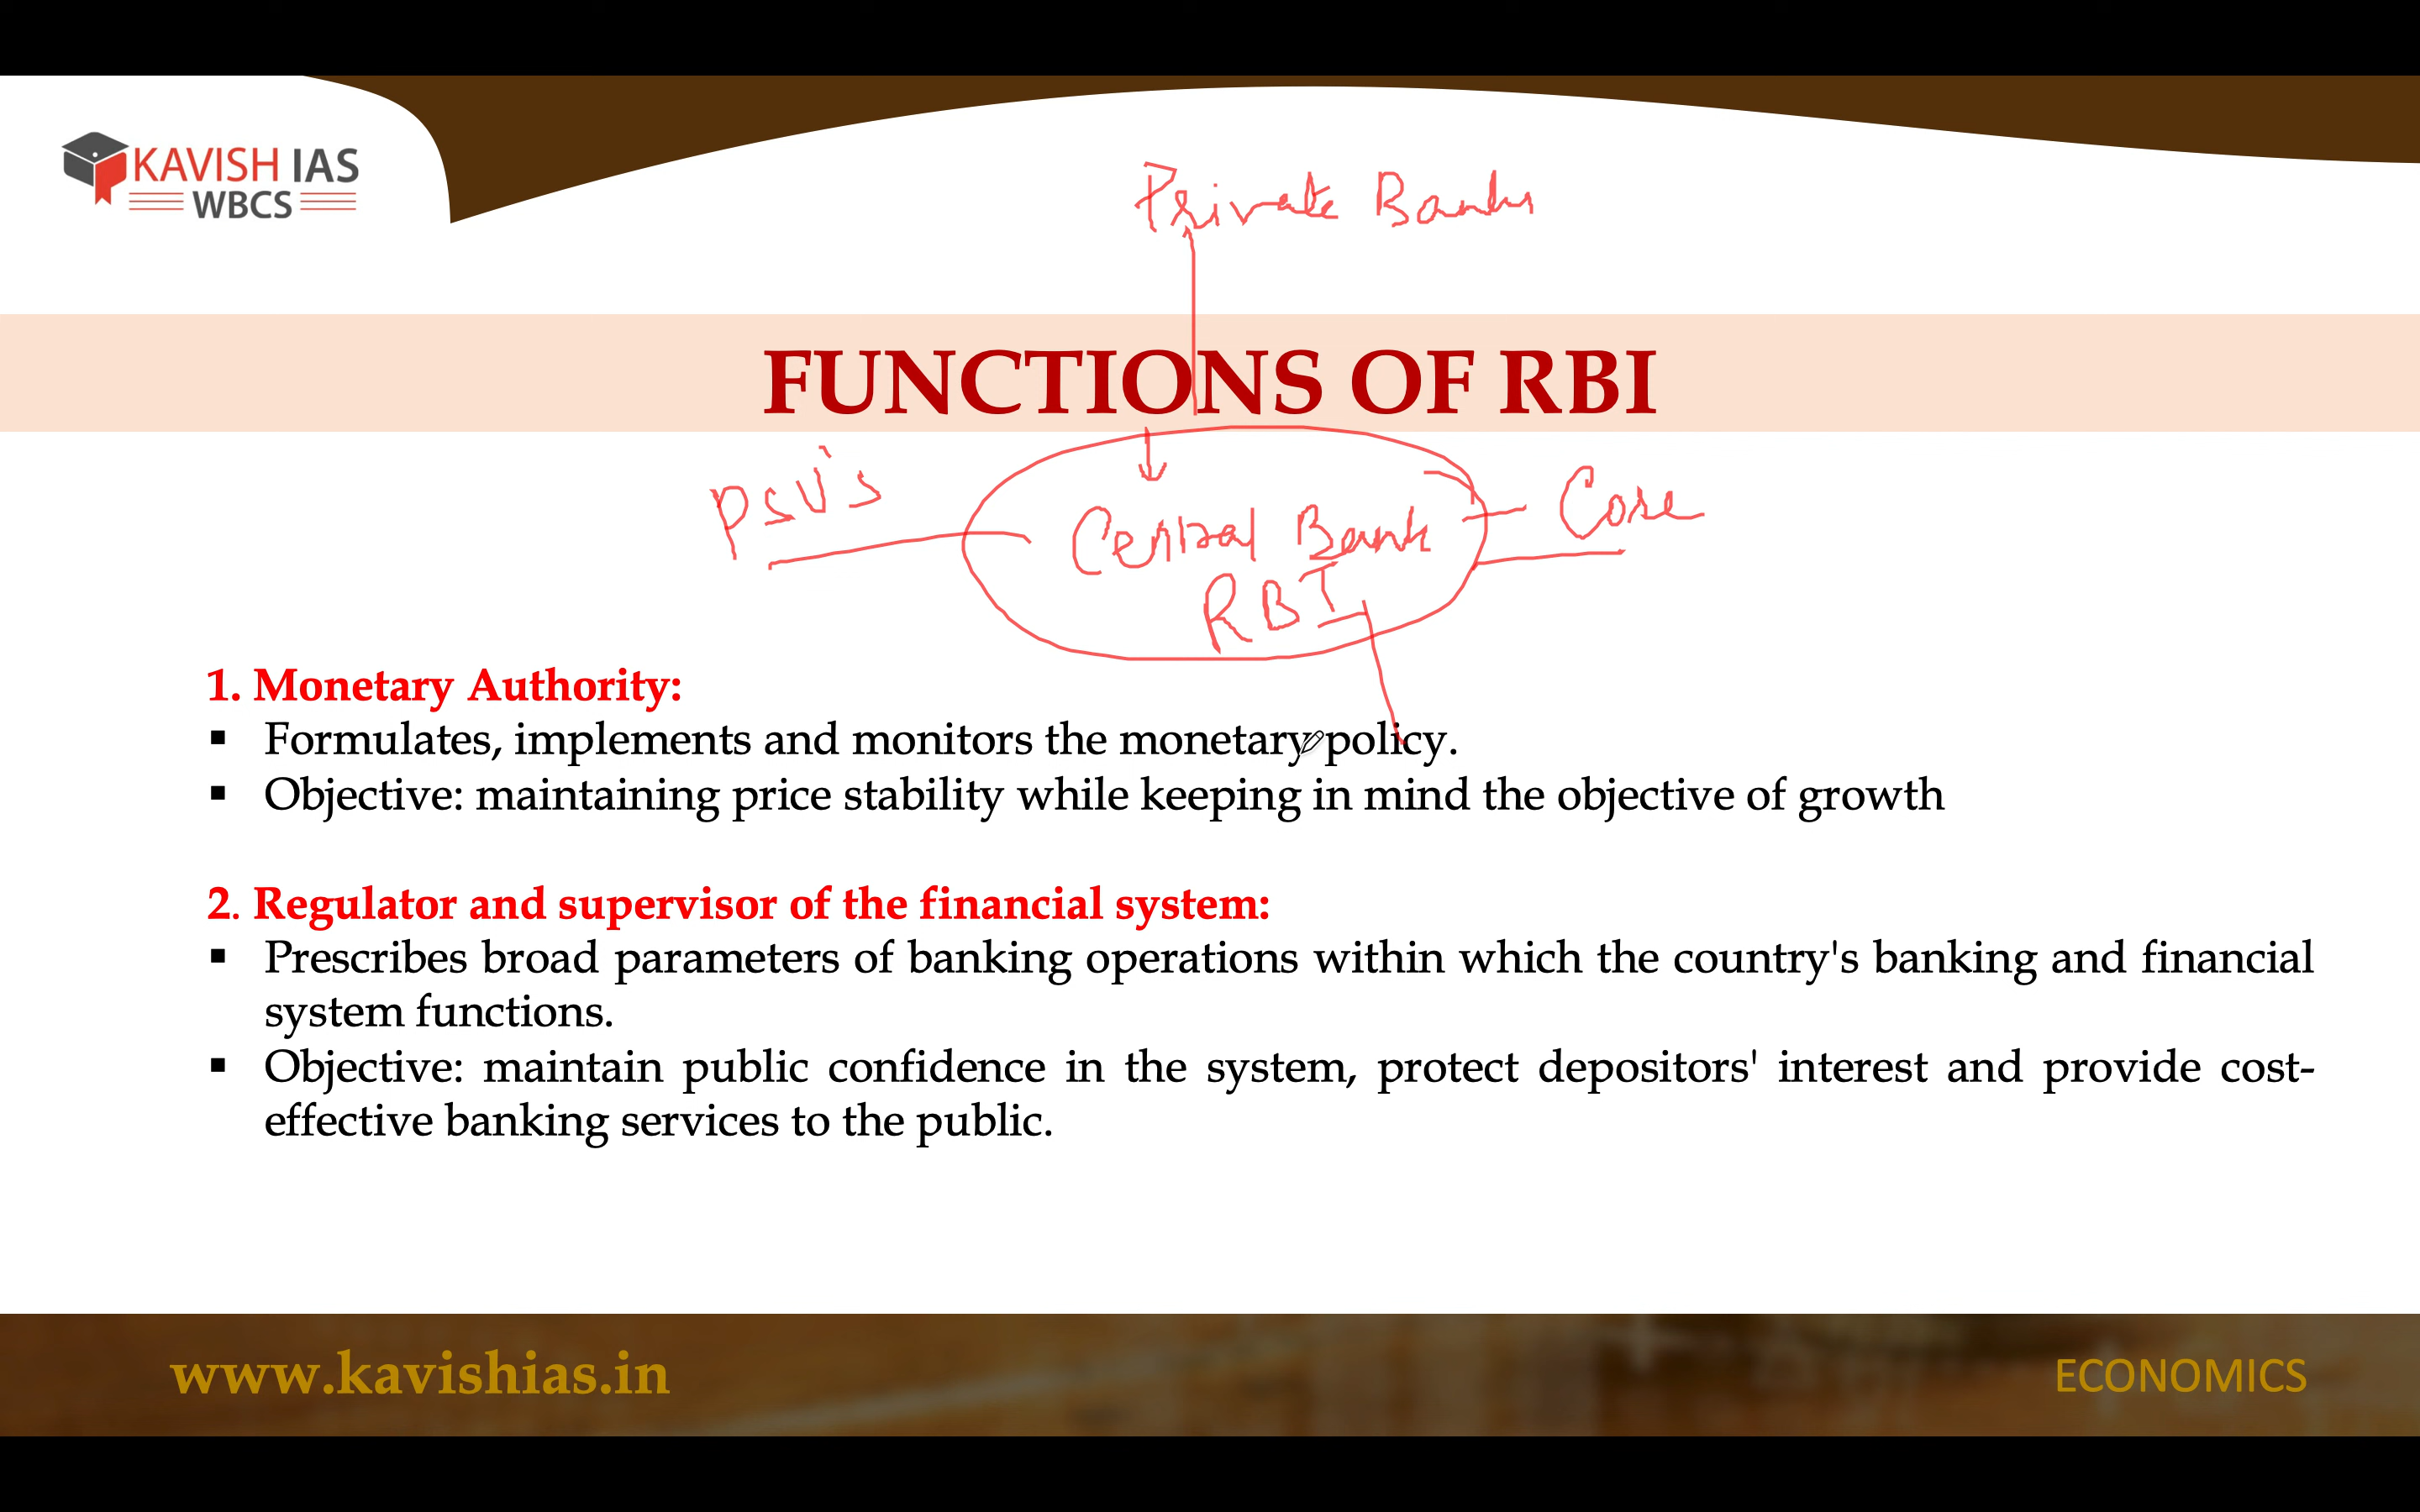 KAVISH IAS
WBCS
Private Banks
FUNCTIONS OF RBI
PSU's
Central Bank
RBI
1. Monetary Authority:
▪ Formulates, implements and monitors the monetary policy.
▪ Objective: maintaining price stability while keeping in mind the objective of growth
2. Regulator and supervisor of the financial system:
▪ Prescribes broad parameters of banking operations within which the country's banking and financial
system functions.
▪ Objective: maintain public confidence in the system, protect depositors' interest and provide cost-
effective banking services to the public.
www.kavishias.in
ECONOMICS